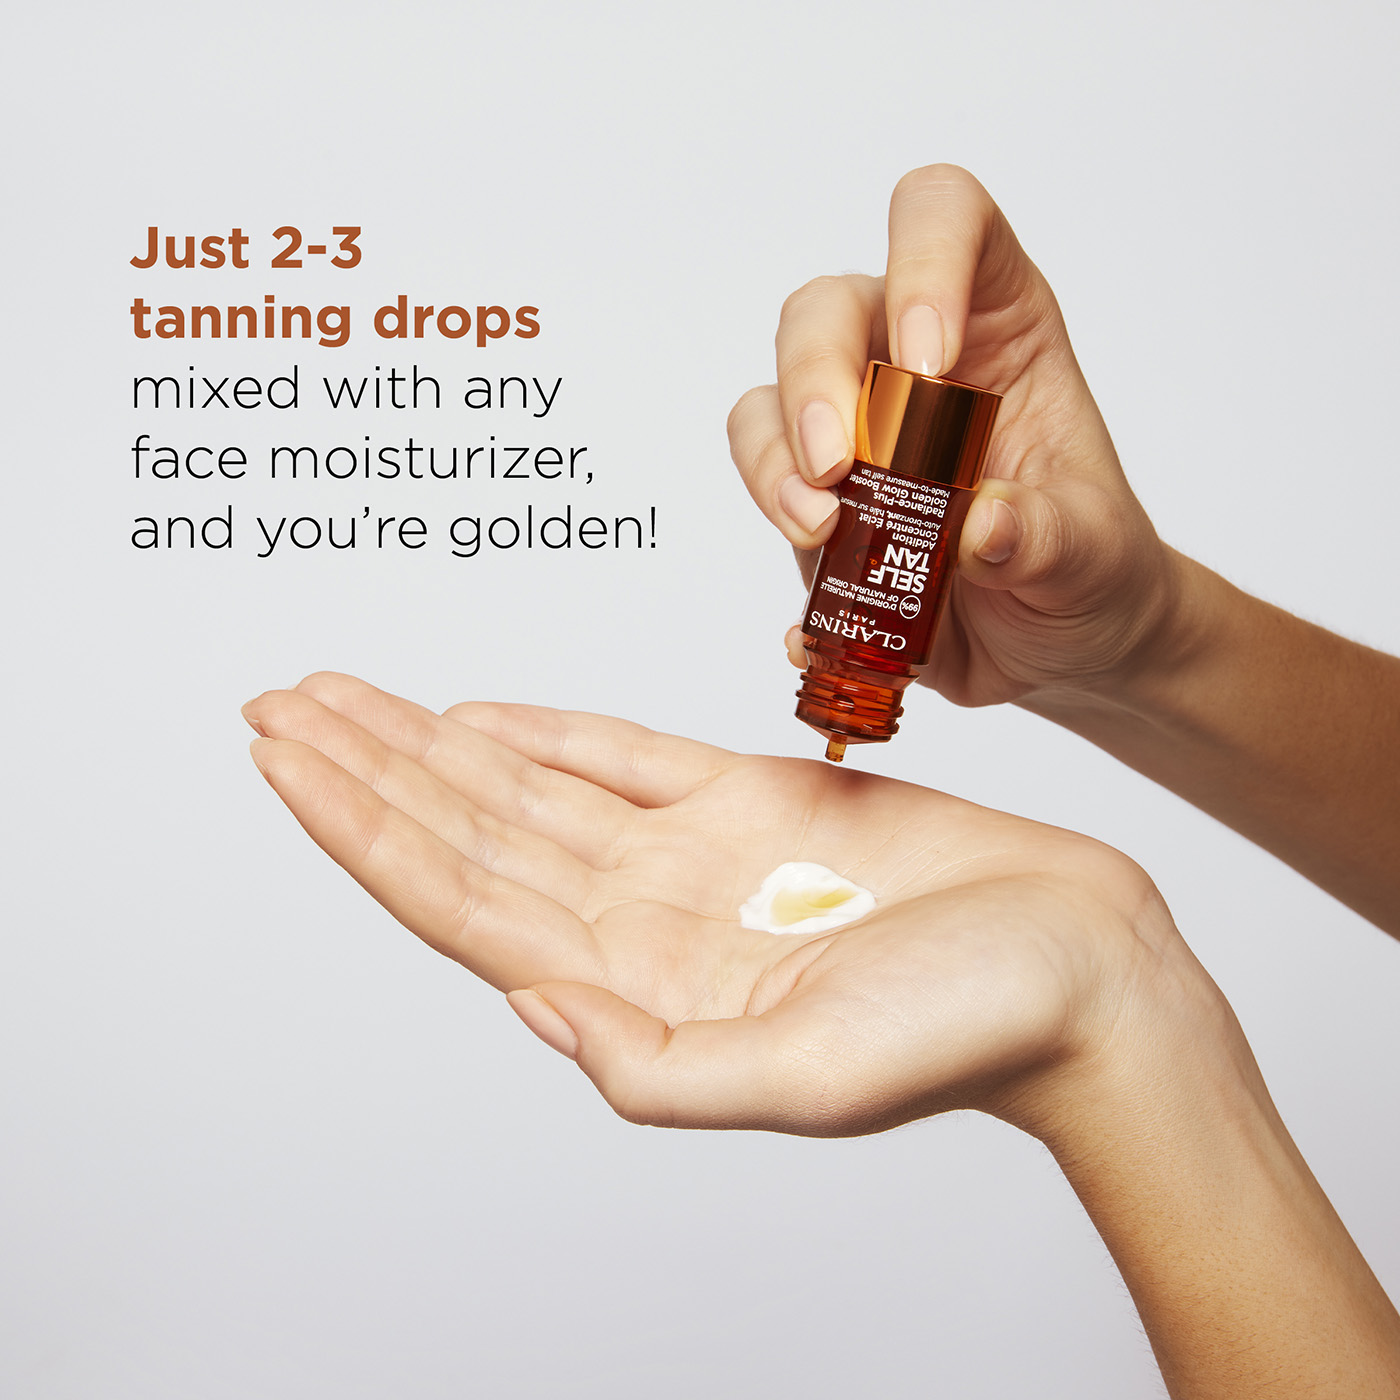 Just 2-3
tanning drops
mixed with any
face moisturizer,
and you’re golden!
CLARINS
PARIS
99%
D'ORIGINE NATURELLE
OF NATURAL ORIGIN
SELF
TAN
Addition
Concentré Éclat
Auto-bronzant, hâle sur mesure
Radiance-Plus
Golden Glow Booster
Made-to-measure self tan